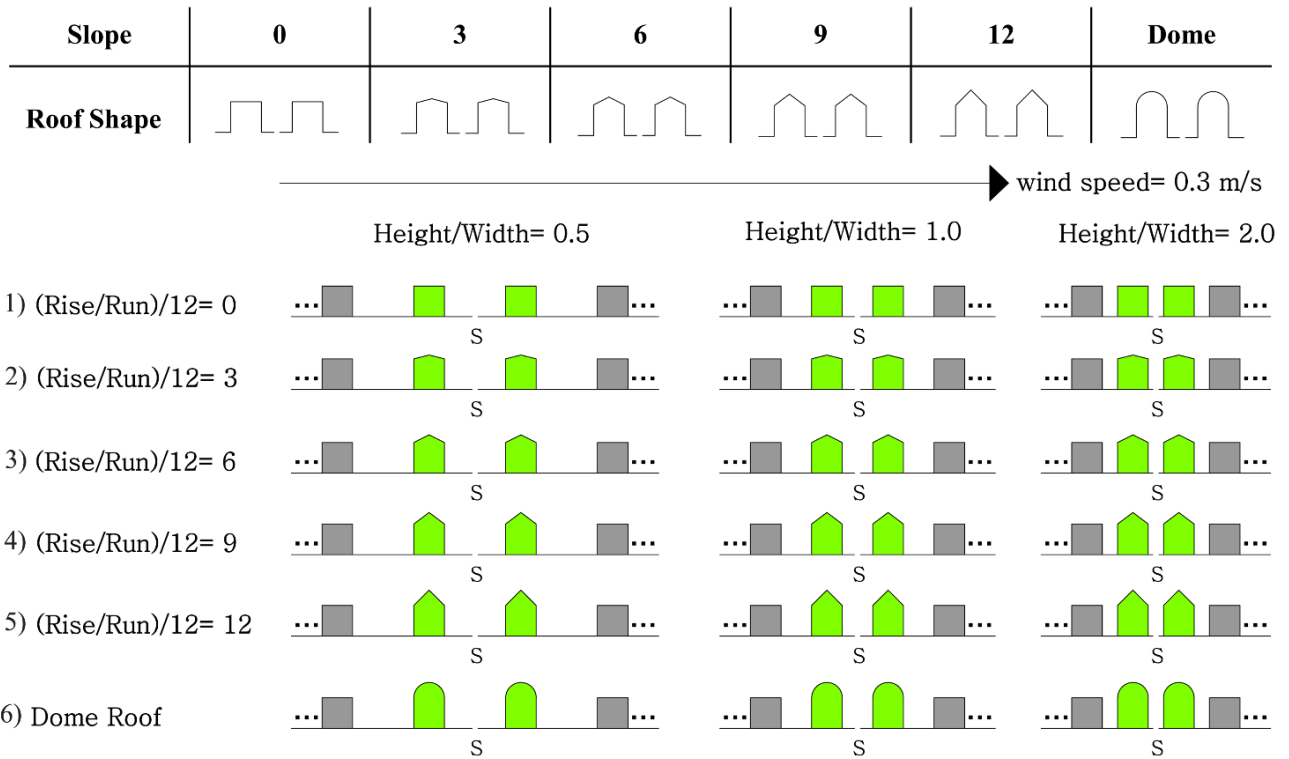 Slope 0 3 6 9 12 Dome
Roof Shape
wind speed= 0.3 m/s
Height/Width= 0.5 Height/Width= 1.0 Height/Width= 2.0
1) (Rise/Run)/12= 0 ... ... ... ... ... ...
S S S
2) (Rise/Run)/12= 3 ... ... ... ... ... ...
S S S
3) (Rise/Run)/12= 6 ... ... ... ... ... ...
S S S
4) (Rise/Run)/12= 9 ... ... ... ... ... ...
S S S
5) (Rise/Run)/12= 12 ... ... ... ... ... ...
S S S
6) Dome Roof ... ... ... ... ... ...
S S S